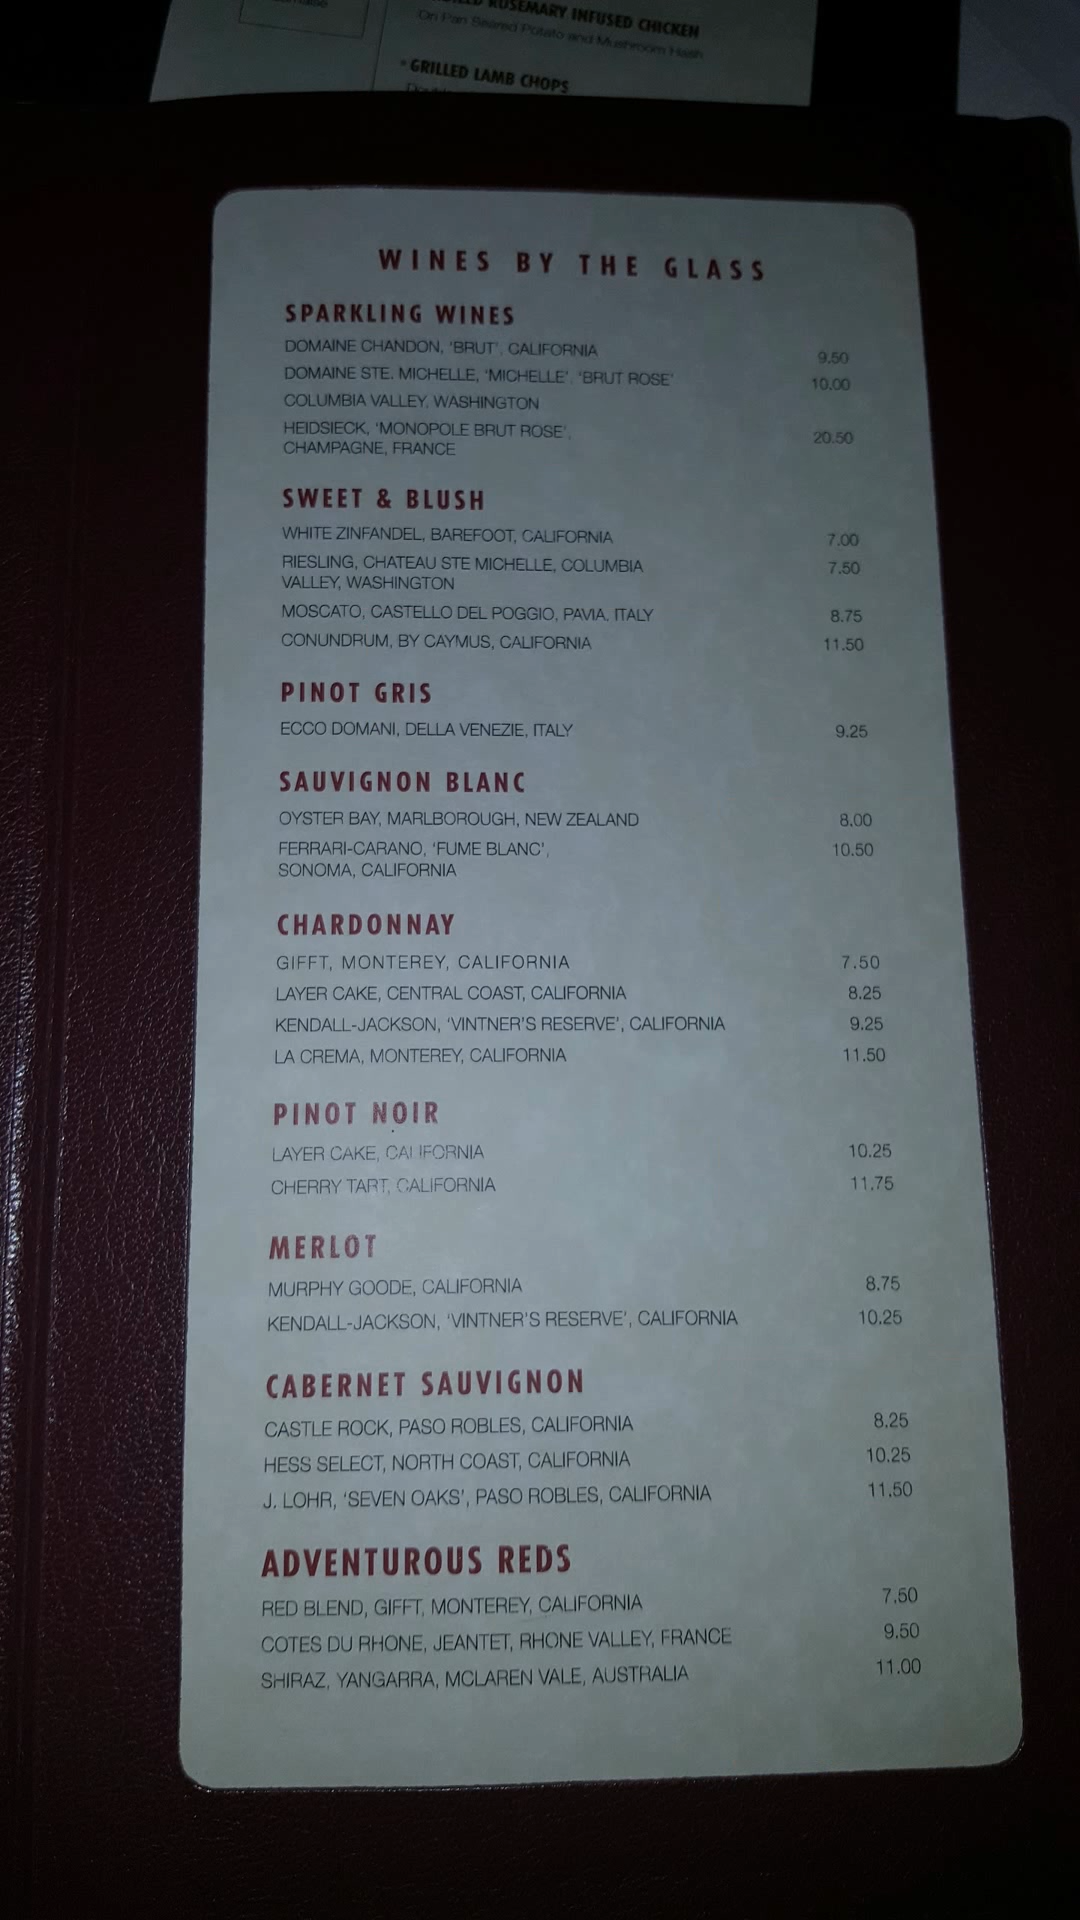 ROSEMARY INFUSED CHICKEN
On Pan Seared Potato and Mushroom Hash
* GRILLED LAMB CHOPS
WINES BY THE GLASS
SPARKLING WINES
DOMAINE CHANDON, 'BRUT', CALIFORNIA 9.50
DOMAINE STE. MICHELLE, 'MICHELLE', 'BRUT ROSE' 10.00
COLUMBIA VALLEY, WASHINGTON
HEIDSIECK, 'MONOPOLE BRUT ROSE', 20.50
CHAMPAGNE, FRANCE
SWEET & BLUSH
WHITE ZINFANDEL, BAREFOOT, CALIFORNIA 7.00
RIESLING, CHATEAU STE MICHELLE, COLUMBIA 7.50
VALLEY, WASHINGTON
MOSCATO, CASTELLO DEL POGGIO, PAVIA, ITALY 8.75
CONUNDRUM, BY CAYMUS, CALIFORNIA 11.50
PINOT GRIS
ECCO DOMANI, DELLA VENEZIE, ITALY 9.25
SAUVIGNON BLANC
OYSTER BAY, MARLBOROUGH, NEW ZEALAND 8.00
FERRARI-CARANO, 'FUME BLANC', 10.50
SONOMA, CALIFORNIA
CHARDONNAY
GIFFT, MONTEREY, CALIFORNIA 7.50
LAYER CAKE, CENTRAL COAST, CALIFORNIA 8.25
KENDALL-JACKSON, 'VINTNER'S RESERVE', CALIFORNIA 9.25
LA CREMA, MONTEREY, CALIFORNIA 11.50
PINOT NOIR
LAYER CAKE, CALIFORNIA 10.25
CHERRY TART, CALIFORNIA 11.75
MERLOT
MURPHY GOODE, CALIFORNIA 8.75
KENDALL-JACKSON, 'VINTNER'S RESERVE', CALIFORNIA 10.25
CABERNET SAUVIGNON
CASTLE ROCK, PASO ROBLES, CALIFORNIA 8.25
HESS SELECT, NORTH COAST, CALIFORNIA 10.25
J. LOHR, 'SEVEN OAKS', PASO ROBLES, CALIFORNIA 11.50
ADVENTUROUS REDS
RED BLEND, GIFFT, MONTEREY, CALIFORNIA 7.50
COTES DU RHONE, JEANTET, RHONE VALLEY, FRANCE 9.50
SHIRAZ, YANGARRA, MCLAREN VALE, AUSTRALIA 11.00